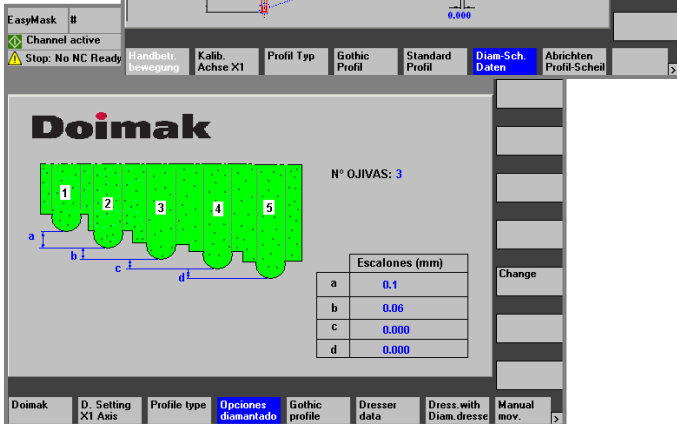 0.000
EasyMask #
Channel active
Stop: No NC Ready
Handbetr. bewegung
Kalib. Achse X1
Profil Typ
Gothic Profil
Standard Profil
Diam-Sch. Daten
Abrichten Profil-Scheil
>
Doimak
Nº OJIVAS: 3
1
2
3
4
5
a
b
c
d
Escalones (mm)
a 0.1
b 0.06
c 0.000
d 0.000
Change
Doimak
D. Setting X1 Axis
Profile type
Opciones diamantado
Gothic profile
Dresser data
Dress.with Diam.dresse
Manual mov.
>